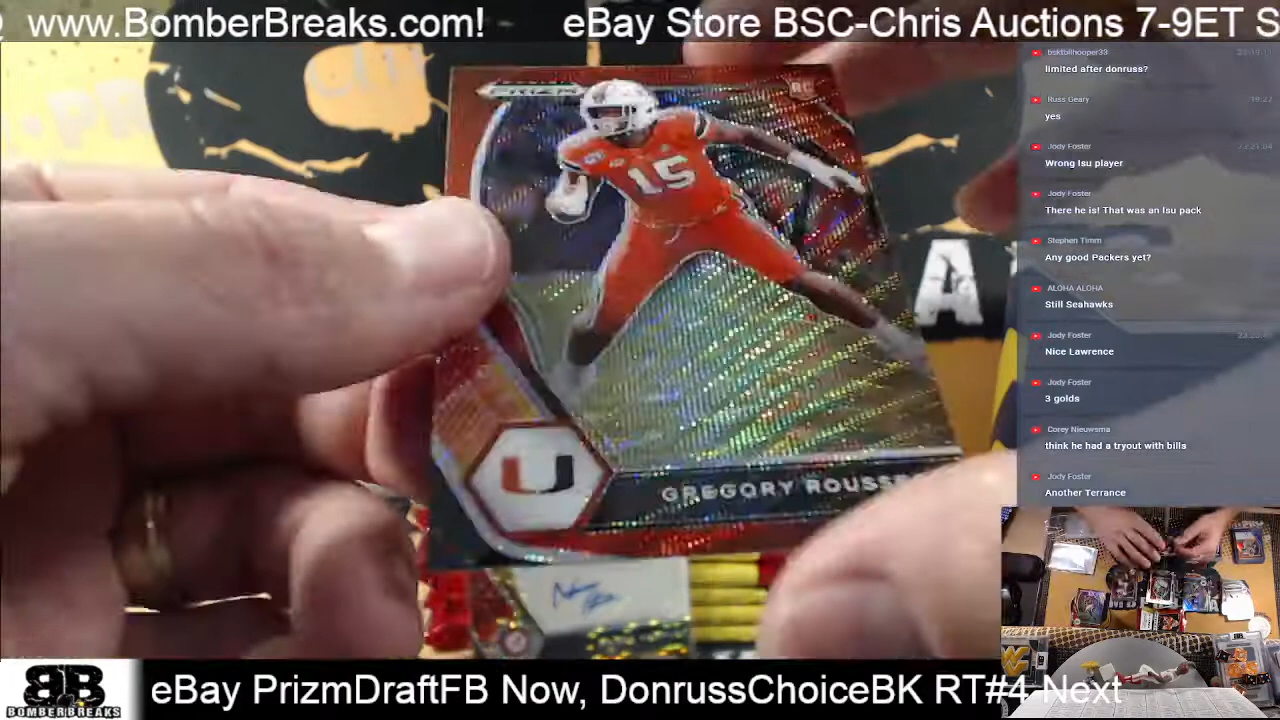 www.BomberBreaks.com! eBay Store BSC-Chris Auctions 7-9ET S
PRIZM
RC
15
GREGORY ROUSSE
U
A
bsktbllhooper33
limited after donruss?
Russ Geary
yes
Jody Foster
Wrong lsu player
Jody Foster
There he is! That was an lsu pack
Stephen Timm
Any good Packers yet?
ALOHA ALOHA
Still Seahawks
Jody Foster
Nice Lawrence
Jody Foster
3 golds
Corey Nieuwsma
think he had a tryout with bills
Jody Foster
Another Terrance
BB
BOMBERBREAKS
eBay PrizmDraftFB Now, DonrussChoiceBK RT#4-Next